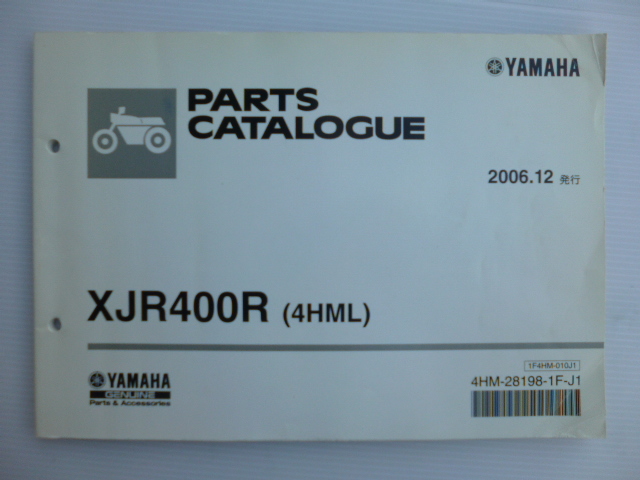 YAMAHA
PARTS
CATALOGUE
2006.12 発行
XJR400R (4HML)
1F4HM-010J1
YAMAHA
GENUINE
Parts & Accessories
4HM-28198-1F-J1